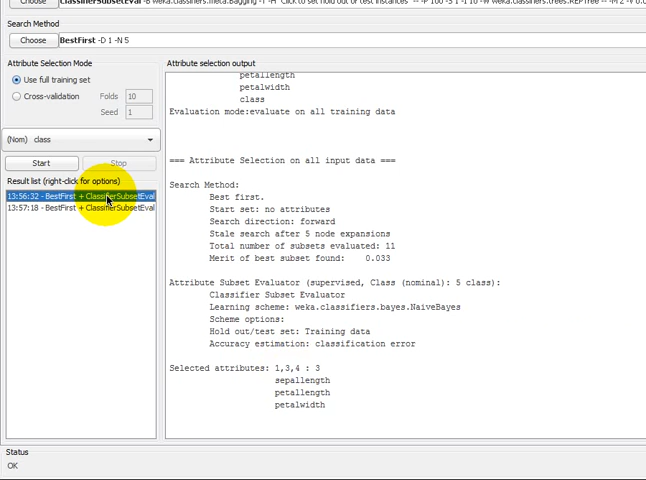 Choose ClassifierSubsetEval -B weka.classifiers.meta.Bagging -T -H "Click to set hold out or test instances" -- -P 100 -S 1 -I 10 -W weka.classifiers.trees.REPTree -- -M 2 -V 0.
Search Method
Choose BestFirst -D 1 -N 5
Attribute Selection Mode
Use full training set
Cross-validation Folds 10
Seed 1
(Nom) class
Start Stop
Result list (right-click for options)
13:56:32 - BestFirst + ClassifierSubsetEval
13:57:18 - BestFirst + ClassifierSubsetEval
Attribute selection output
petallength
petalwidth
class
Evaluation mode:evaluate on all training data
=== Attribute Selection on all input data ===
Search Method:
Best first.
Start set: no attributes
Search direction: forward
Stale search after 5 node expansions
Total number of subsets evaluated: 11
Merit of best subset found: 0.033
Attribute Subset Evaluator (supervised, Class (nominal): 5 class):
Classifier Subset Evaluator
Learning scheme: weka.classifiers.bayes.NaiveBayes
Scheme options:
Hold out/test set: Training data
Accuracy estimation: classification error
Selected attributes: 1,3,4 : 3
sepallength
petallength
petalwidth
Status
OK